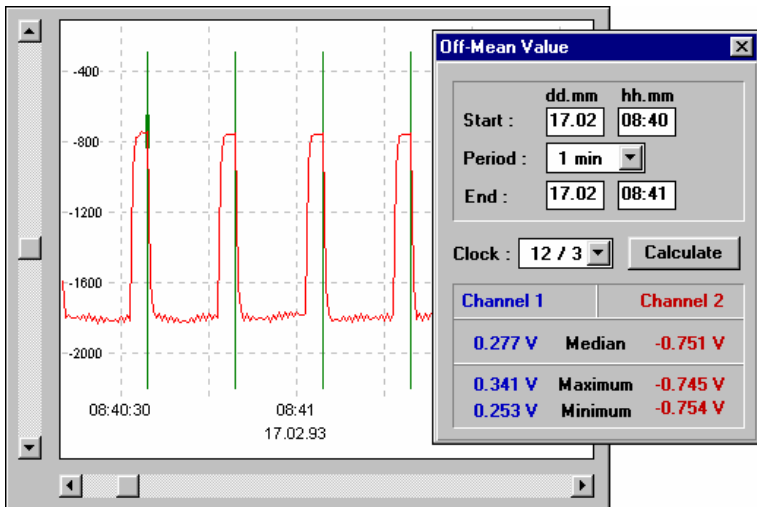 -400
-800
-1200
-1600
-2000
08:40:30 08:41
17.02.93
Off-Mean Value
dd.mm hh.mm
Start : 17.02 08:40
Period : 1 min
End : 17.02 08:41
Clock : 12 / 3 Calculate
Channel 1 Channel 2
0.277 V Median -0.751 V
0.341 V Maximum -0.745 V
0.253 V Minimum -0.754 V